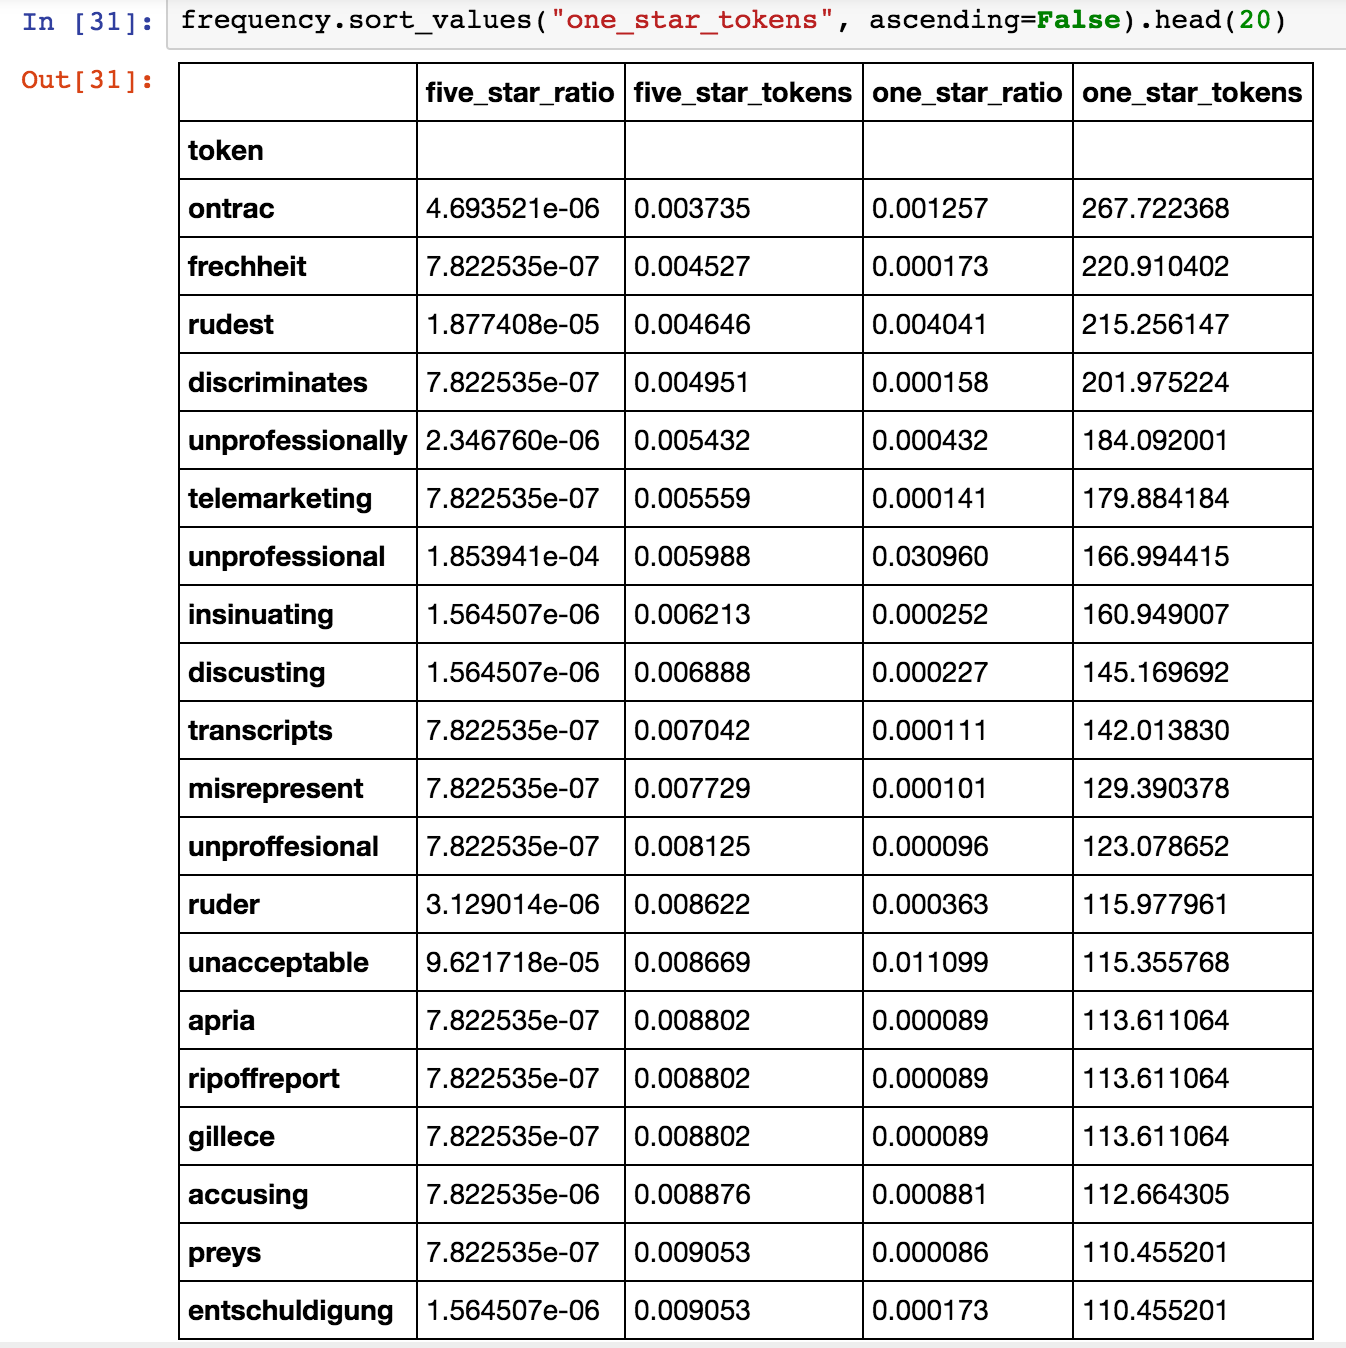 In [31]: frequency.sort_values("one_star_tokens", ascending=False).head(20)
Out[31]:
five_star_ratio five_star_tokens one_star_ratio one_star_tokens
token
ontrac 4.693521e-06 0.003735 0.001257 267.722368
frechheit 7.822535e-07 0.004527 0.000173 220.910402
rudest 1.877408e-05 0.004646 0.004041 215.256147
discriminates 7.822535e-07 0.004951 0.000158 201.975224
unprofessionally 2.346760e-06 0.005432 0.000432 184.092001
telemarketing 7.822535e-07 0.005559 0.000141 179.884184
unprofessional 1.853941e-04 0.005988 0.030960 166.994415
insinuating 1.564507e-06 0.006213 0.000252 160.949007
discusting 1.564507e-06 0.006888 0.000227 145.169692
transcripts 7.822535e-07 0.007042 0.000111 142.013830
misrepresent 7.822535e-07 0.007729 0.000101 129.390378
unproffesional 7.822535e-07 0.008125 0.000096 123.078652
ruder 3.129014e-06 0.008622 0.000363 115.977961
unacceptable 9.621718e-05 0.008669 0.011099 115.355768
apria 7.822535e-07 0.008802 0.000089 113.611064
ripoffreport 7.822535e-07 0.008802 0.000089 113.611064
gillece 7.822535e-07 0.008802 0.000089 113.611064
accusing 7.822535e-06 0.008876 0.000881 112.664305
preys 7.822535e-07 0.009053 0.000086 110.455201
entschuldigung 1.564507e-06 0.009053 0.000173 110.455201